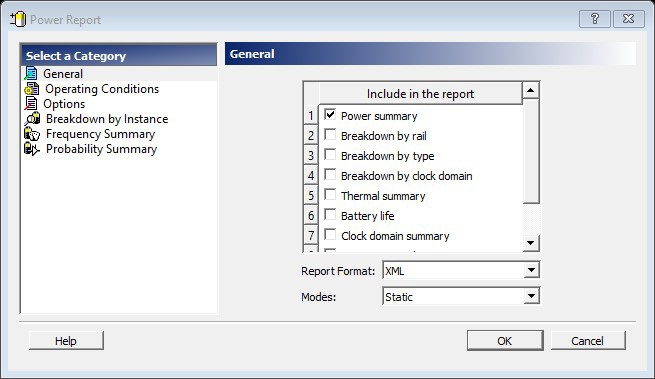 Power Report
Select a Category
General
Operating Conditions
Options
Breakdown by Instance
Frequency Summary
Probability Summary
General
Include in the report
1 Power summary
2 Breakdown by rail
3 Breakdown by type
4 Breakdown by clock domain
5 Thermal summary
6 Battery life
7 Clock domain summary
Report Format: XML
Modes: Static
Help
OK
Cancel